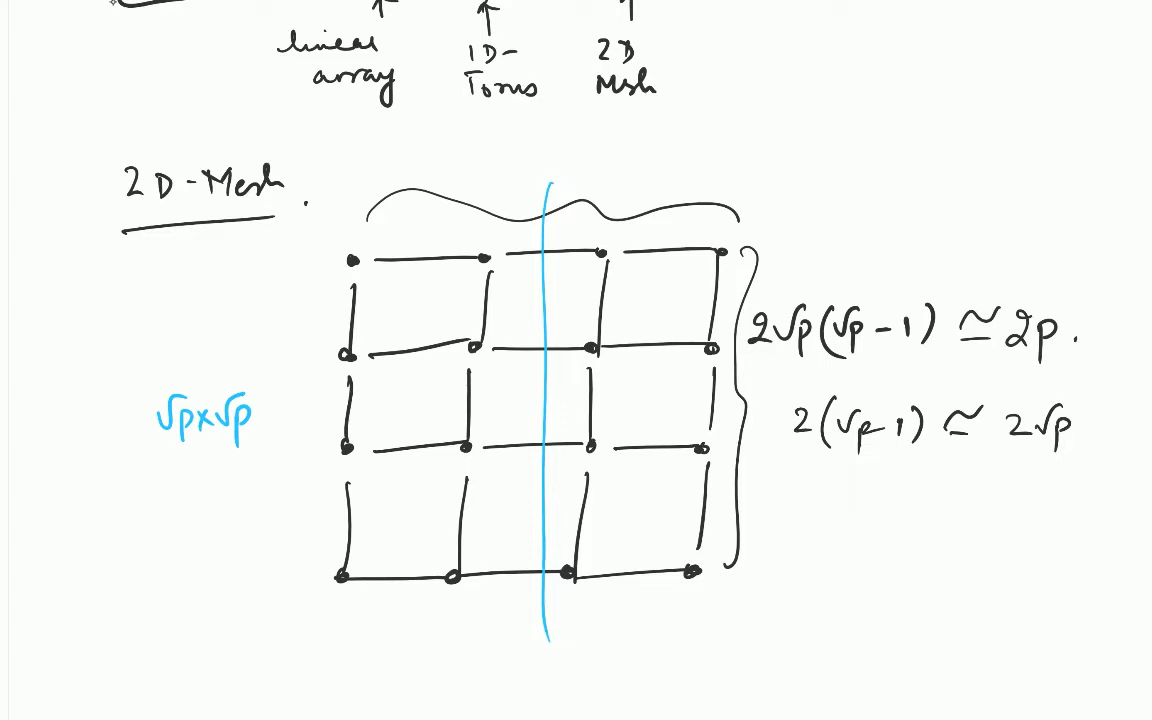 linear array
1D-Torus
2D Mesh
2D-Mesh.
2√p(√p-1) ≃ 2p.
√p×√p
2(√p-1) ≃ 2√p